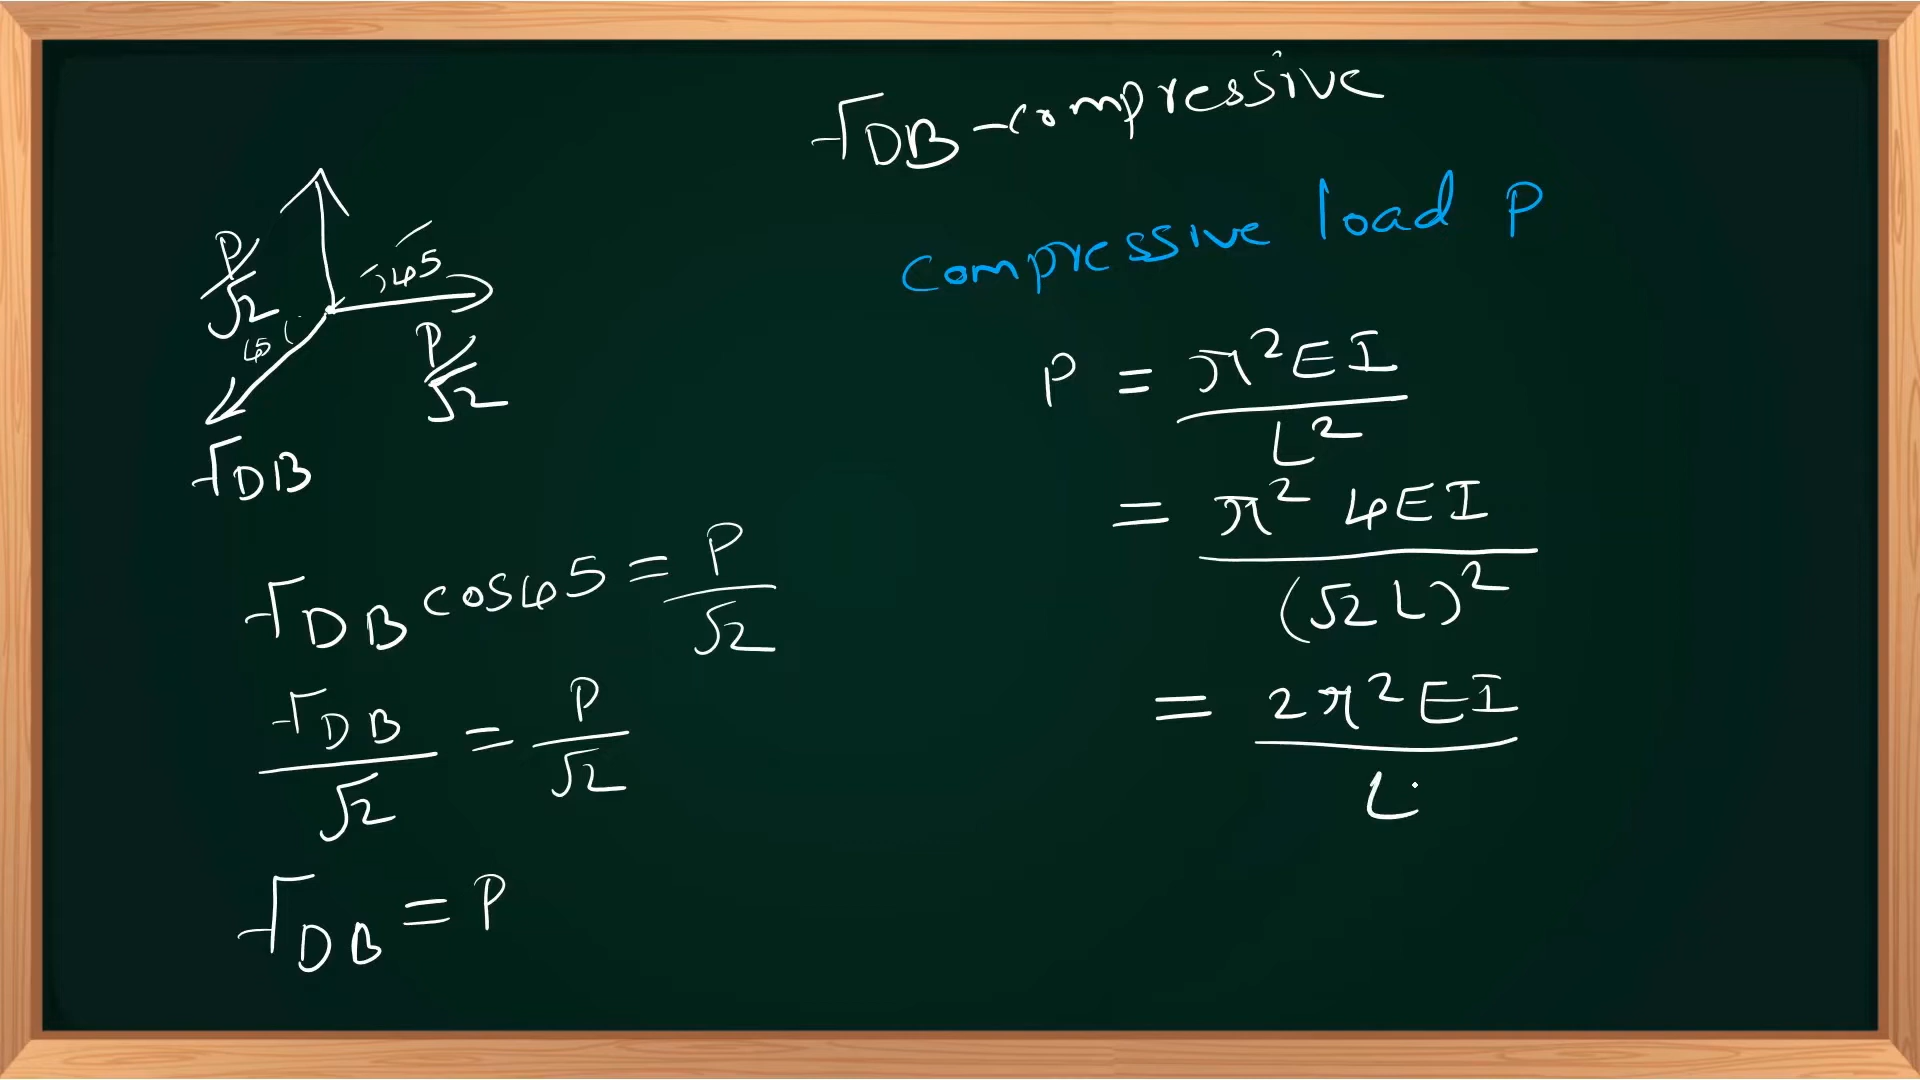 F_DB - compressive
compressive load P
P/√2
45
45
P/√2
F_DB
F_DB cos45 = P/√2
F_DB/√2 = P/√2
F_DB = P
P = π²EI/L²
= π² 4EI/(√2 L)²
= 2π²EI/L